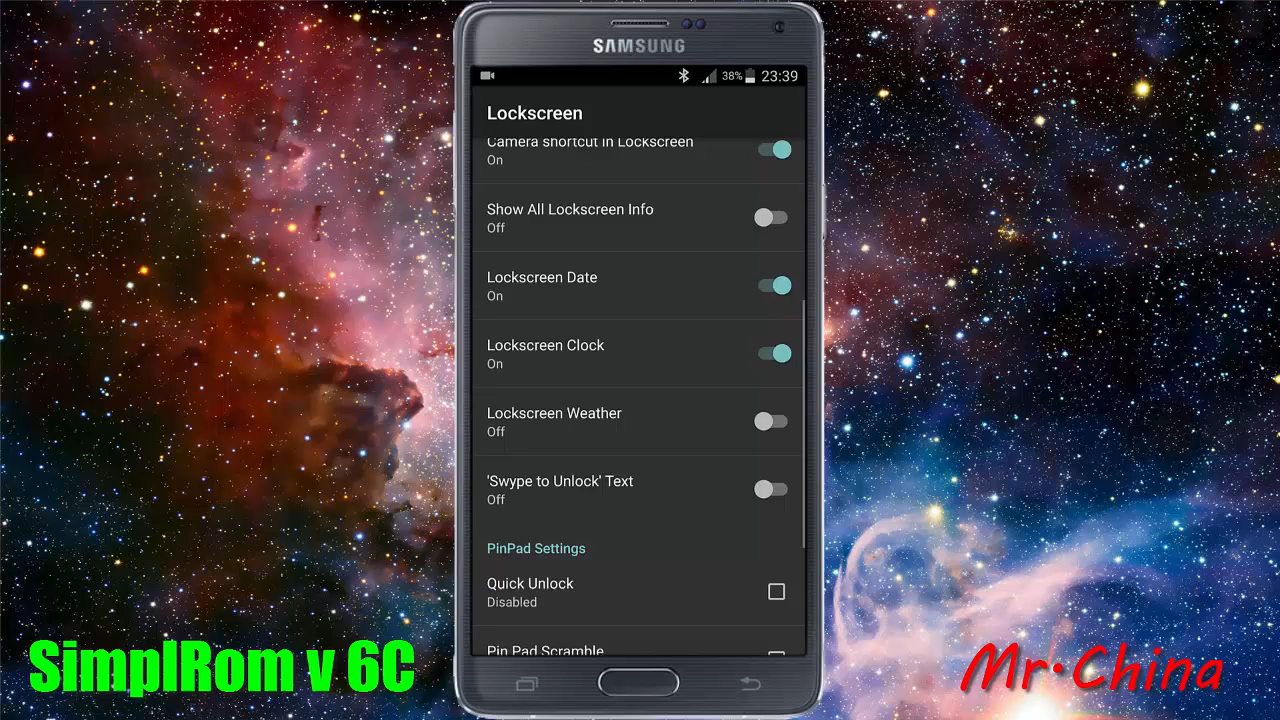 SAMSUNG
38% 23:39
Lockscreen
Camera shortcut in Lockscreen
On
Show All Lockscreen Info
Off
Lockscreen Date
On
Lockscreen Clock
On
Lockscreen Weather
Off
'Swype to Unlock' Text
Off
PinPad Settings
Quick Unlock
Disabled
Pin Pad Scramble
SimplRom v 6C
Mr.China